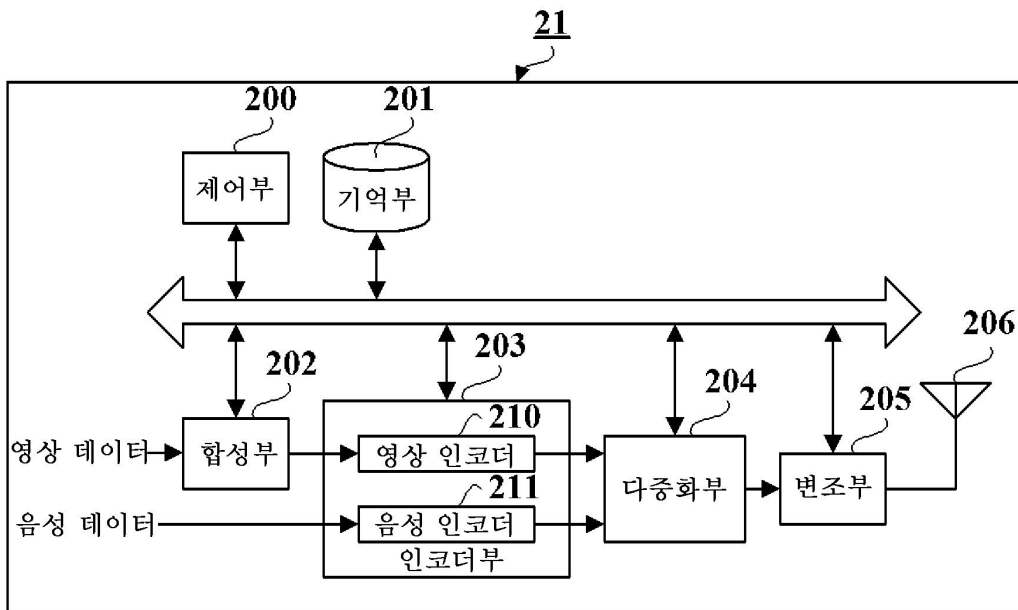 21
200
201
제어부
기억부
206
202
203
204
205
210
영상 데이터
합성부
영상 인코더
다중화부
변조부
211
음성 데이터
음성 인코더
인코더부